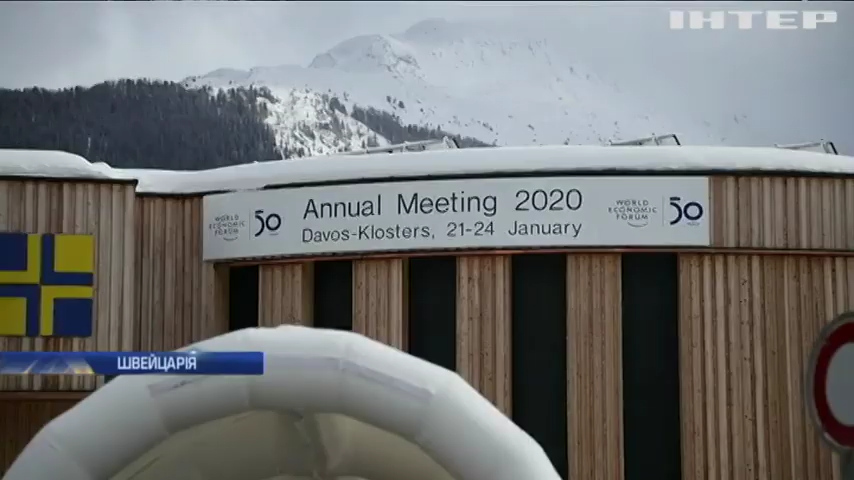 ІНТЕР
WORLD
ECONOMIC
FORUM
50
Annual Meeting 2020
Davos-Klosters, 21-24 January
WORLD
ECONOMIC
FORUM
50
ШВЕЙЦАРІЯ